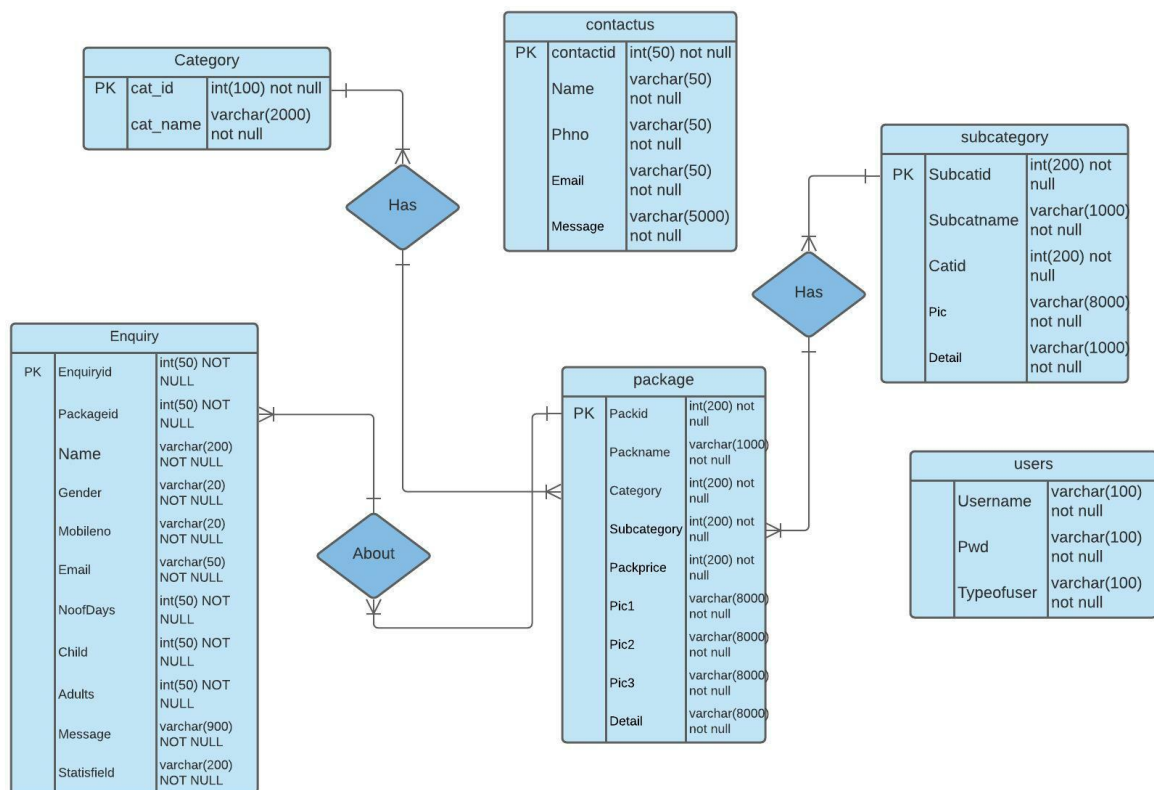 contactus
PK contactid int(50) not null
Name varchar(50)
not null
Phno varchar(50)
not null
Email varchar(50)
not null
Message varchar(5000)
not null
Category
PK cat_id int(100) not null
cat_name varchar(2000)
not null
Has
subcategory
PK Subcatid int(200) not
null
Subcatname varchar(1000)
not null
Catid int(200) not
null
Pic varchar(8000)
not null
Detail varchar(1000)
not null
Has
Enquiry
PK Enquiryid int(50) NOT
NULL
Packageid int(50) NOT
NULL
Name varchar(200)
NOT NULL
Gender varchar(20)
NOT NULL
Mobileno varchar(20)
NOT NULL
Email varchar(50)
NOT NULL
NoofDays int(50) NOT
NULL
Child int(50) NOT
NULL
Adults int(50) NOT
NULL
Message varchar(900)
NOT NULL
Statisfield varchar(200)
NOT NULL
About
package
PK Packid int(200) not
null
Packname varchar(1000)
not null
Category int(200) not
null
Subcategory int(200) not
null
Packprice int(200) not
null
Pic1 varchar(8000)
not null
Pic2 varchar(8000)
not null
Pic3 varchar(8000)
not null
Detail varchar(8000)
not null
users
Username varchar(100)
not null
Pwd varchar(100)
not null
Typeofuser varchar(100)
not null